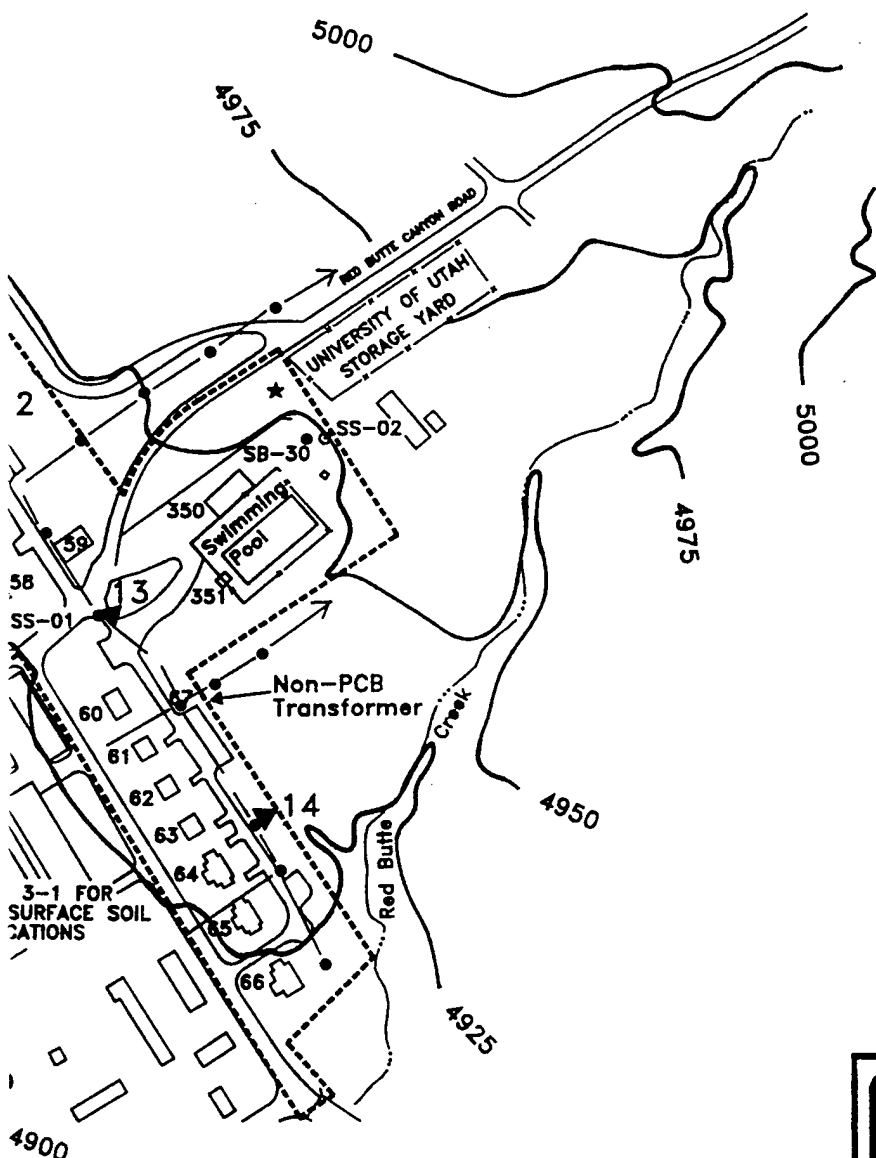 5000
4975
RED BUTTE CANYON ROAD
UNIVERSITY OF UTAH
STORAGE YARD
2
SS-02
SB-30
5000
350
Swimming
Pool
4975
59
58
351
13
SS-01
67
Non-PCB
Transformer
60
Creek
61
4950
62
14
63
64
Red Butte
3-1 FOR
SURFACE SOIL
CATIONS
65
66
4925
4900